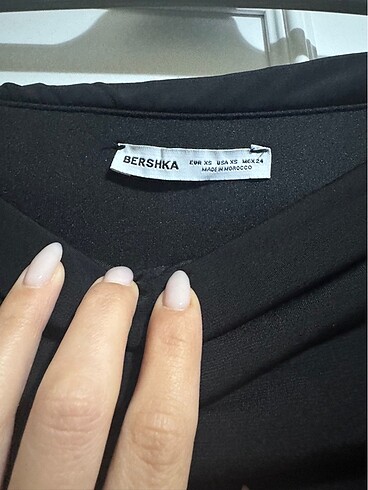 BERSHKA
EUR XS USA XS MEX 24
MADE IN MOROCCO